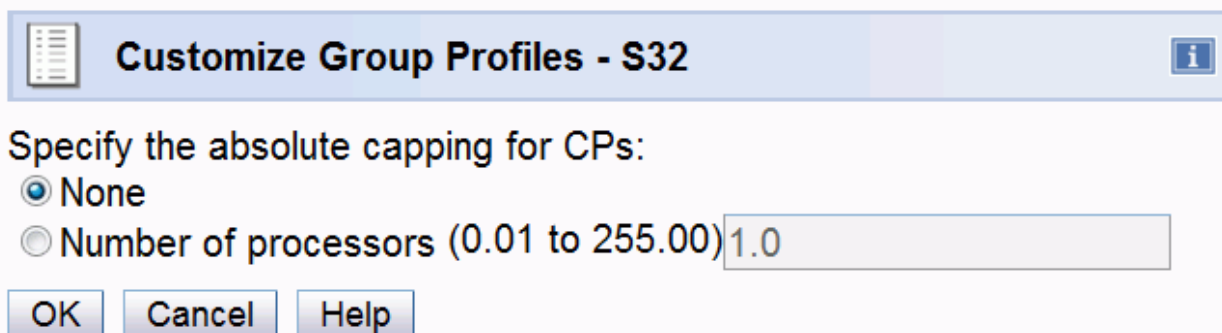 Customize Group Profiles - S32
i
Specify the absolute capping for CPs:
None
Number of processors (0.01 to 255.00) 1.0
OK Cancel Help